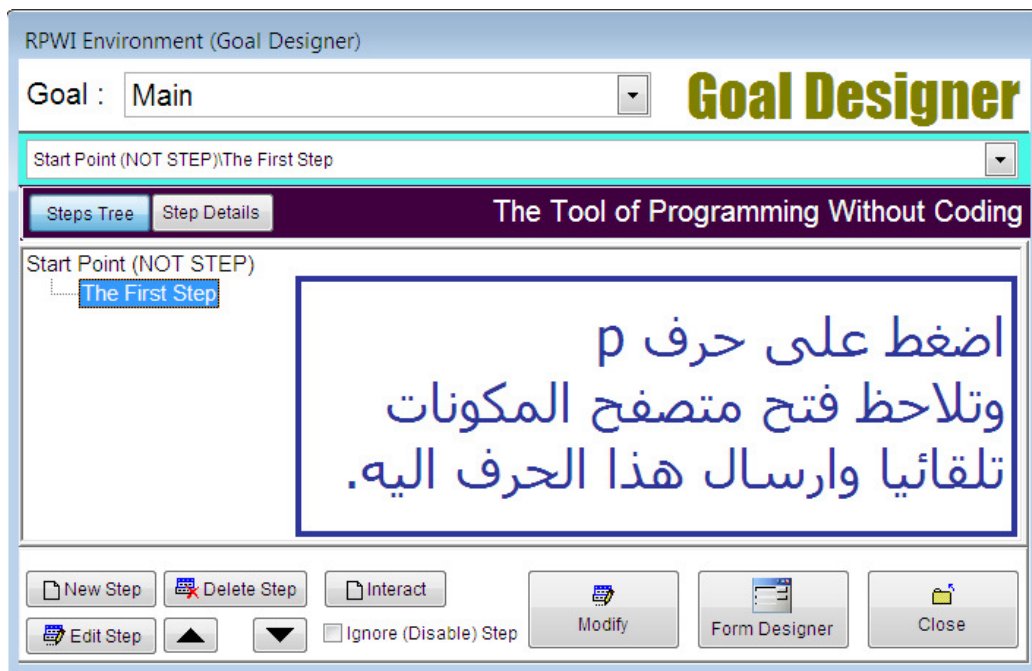 RPWI Environment (Goal Designer)
Goal : Main
Goal Designer
Start Point (NOT STEP)\The First Step
Steps Tree
Step Details
The Tool of Programming Without Coding
Start Point (NOT STEP)
The First Step
اضغط على حرف p
وتلاحظ فتح متصفح المكونات
تلقائيا وارسال هذا الحرف اليه.
New Step
Delete Step
Interact
Edit Step
Ignore (Disable) Step
Modify
Form Designer
Close